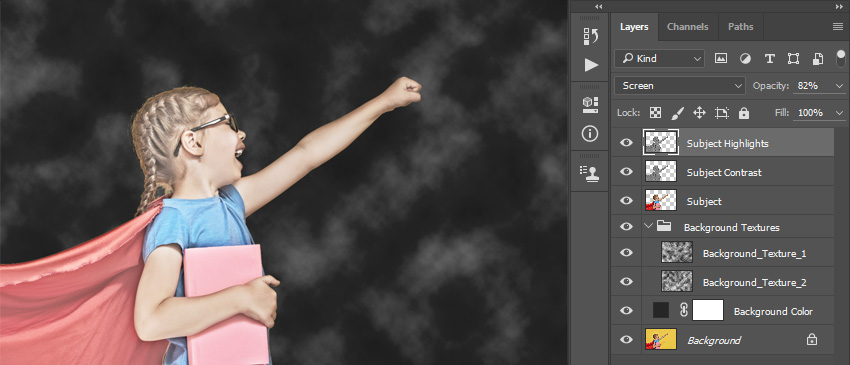 Layers Channels Paths
Kind
Screen Opacity: 82%
Lock: Fill: 100%
Subject Highlights
Subject Contrast
Subject
Background Textures
Background_Texture_1
Background_Texture_2
Background Color
Background